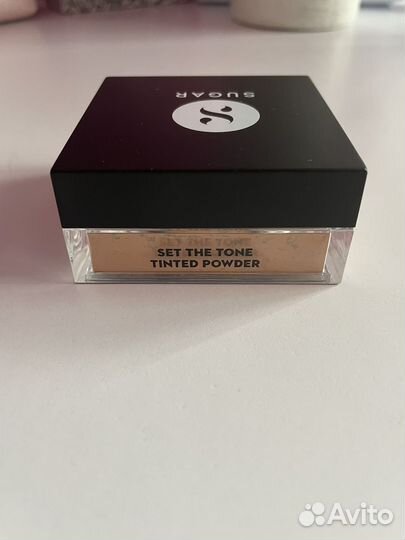 SUGAR
SET THE TONE
SET THE TONE
TINTED POWDER
Avito